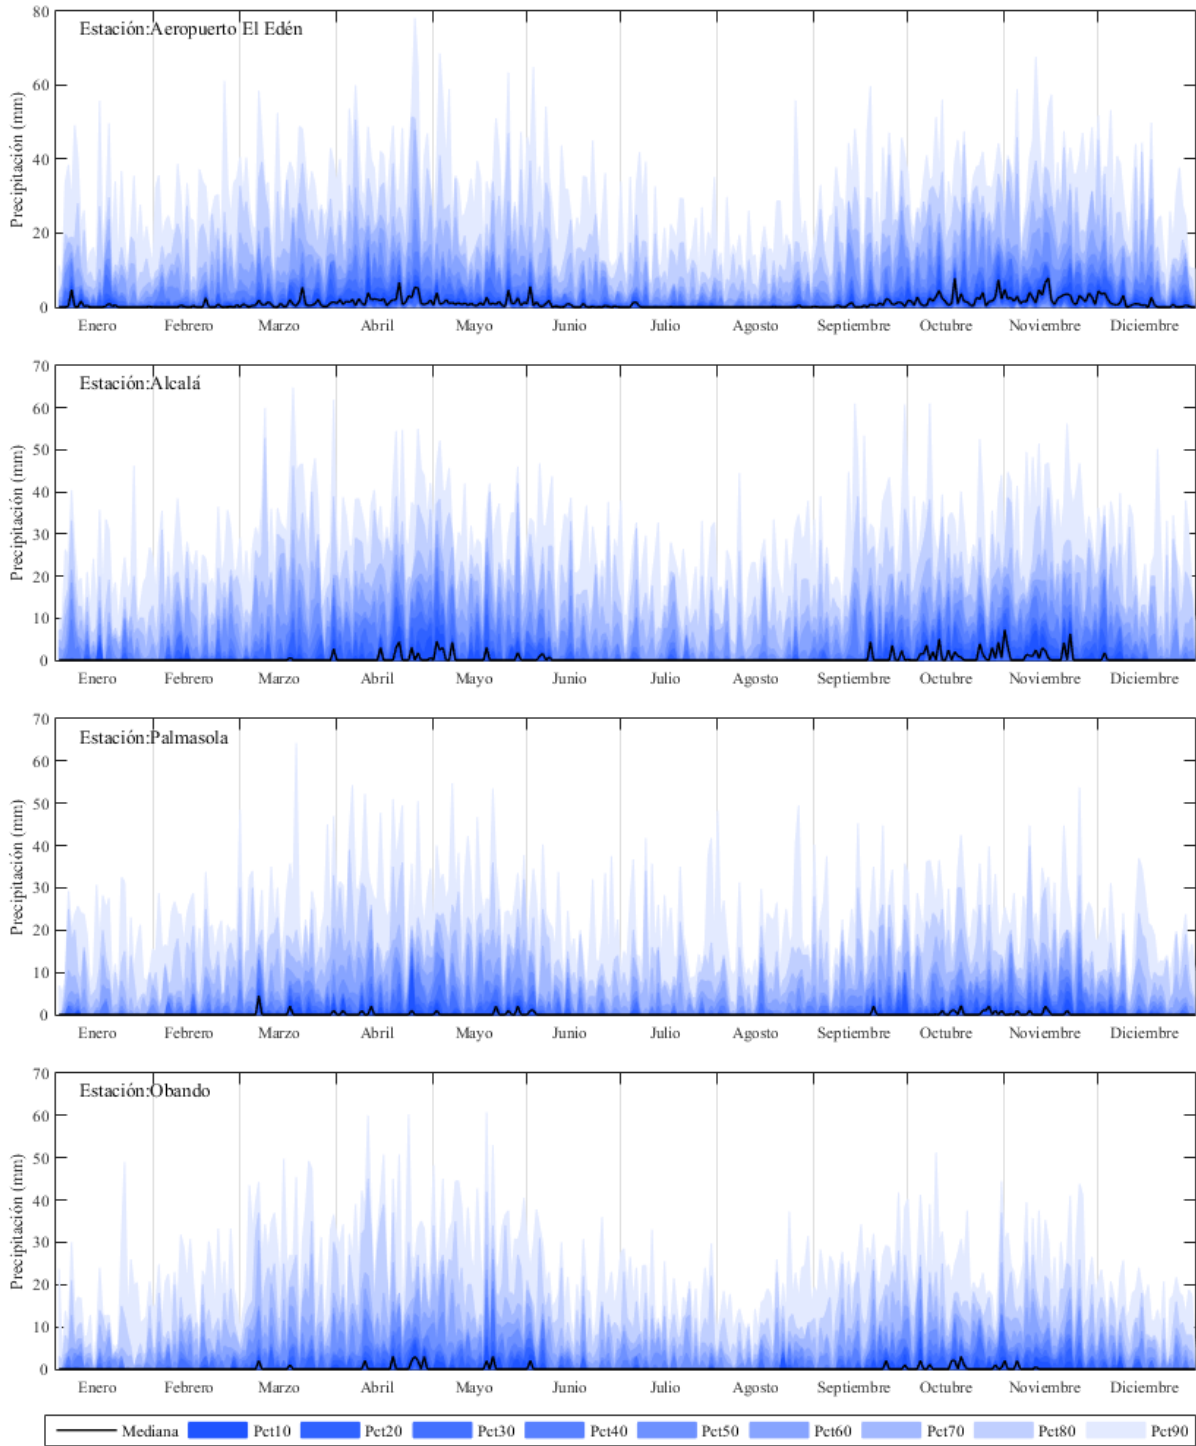 Estación:Aeropuerto El Edén
Precipitación (mm)
80
60
40
20
0
Enero Febrero Marzo Abril Mayo Junio Julio Agosto Septiembre Octubre Noviembre Diciembre
Estación:Alcalá
Precipitación (mm)
70
60
50
40
30
20
10
0
Enero Febrero Marzo Abril Mayo Junio Julio Agosto Septiembre Octubre Noviembre Diciembre
Estación:Palmasola
Precipitación (mm)
70
60
50
40
30
20
10
0
Enero Febrero Marzo Abril Mayo Junio Julio Agosto Septiembre Octubre Noviembre Diciembre
Estación:Obando
Precipitación (mm)
70
60
50
40
30
20
10
0
Enero Febrero Marzo Abril Mayo Junio Julio Agosto Septiembre Octubre Noviembre Diciembre
Mediana Pct10 Pct20 Pct30 Pct40 Pct50 Pct60 Pct70 Pct80 Pct90